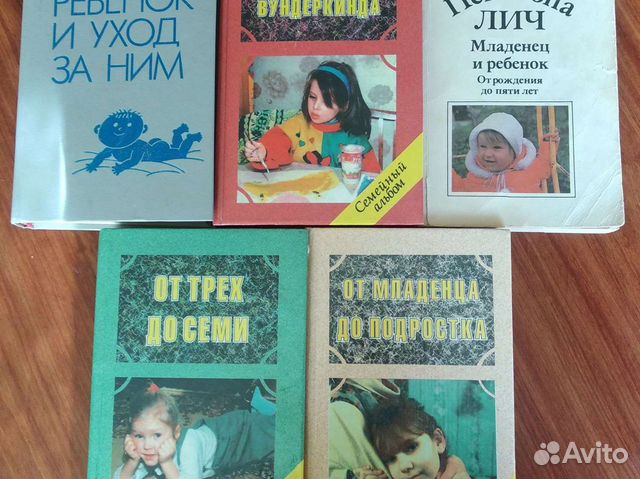 РЕБЕНОК
И УХОД
ЗА НИМ
ВУНДЕРКИНДА
Семейный
альбом
ЛИЧ
Младенец
и ребенок
От рождения
до пяти лет
ОТ ТРЕХ
ДО СЕМИ
ОТ МЛАДЕНЦА
ДО ПОДРОСТКА
Avito